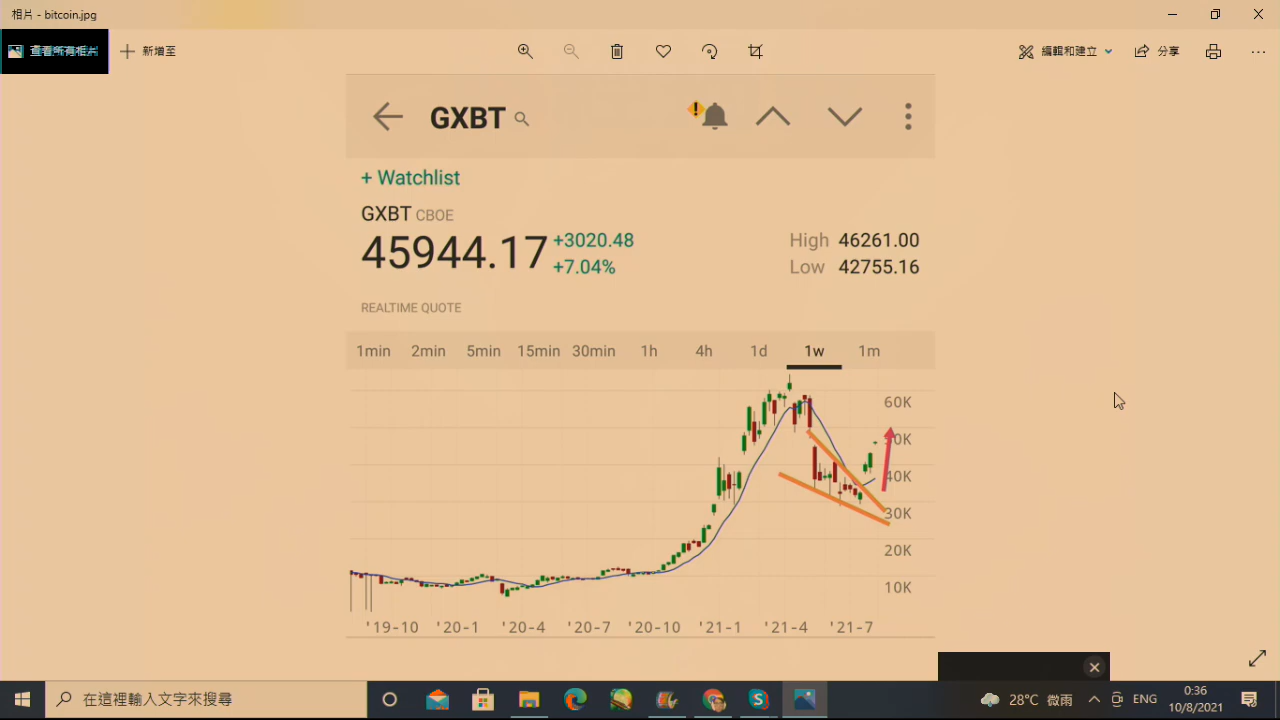 相片 - bitcoin.jpg
查看所有相片
新增至
編輯和建立
分享
GXBT
+ Watchlist
GXBT CBOE
45944.17
+3020.48
+7.04%
High 46261.00
Low 42755.16
REALTIME QUOTE
1min 2min 5min 15min 30min 1h 4h 1d 1w 1m
60K
50K
40K
30K
20K
10K
'19-10 '20-1 '20-4 '20-7 '20-10 '21-1 '21-4 '21-7
在這裡輸入文字來搜尋
28°C 微雨
ENG
0:36
10/8/2021